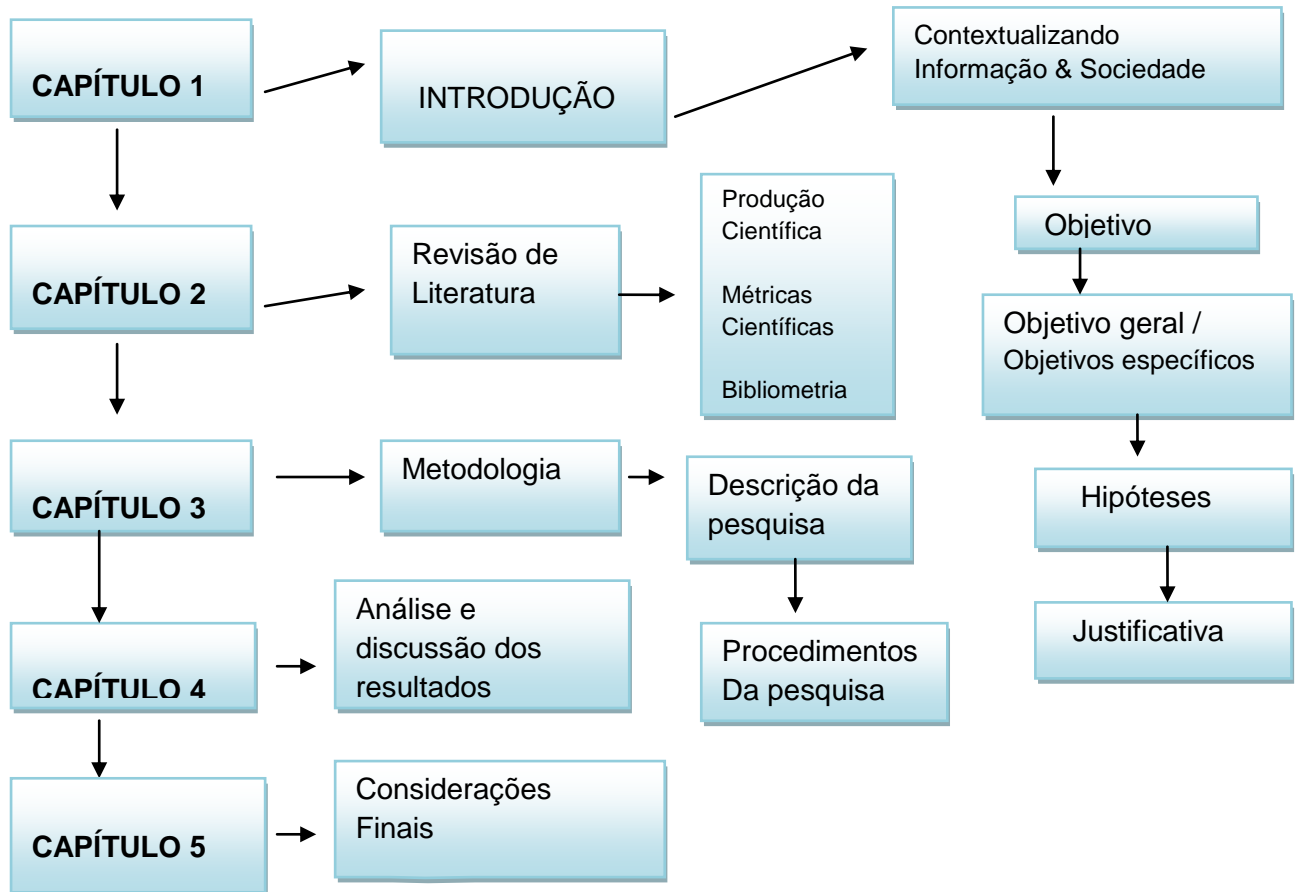 CAPÍTULO 1
INTRODUÇÃO
Contextualizando
Informação & Sociedade
Objetivo
Objetivo geral /
Objetivos específicos
Hipóteses
Justificativa
CAPÍTULO 2
Revisão de
Literatura
Produção
Científica
Métricas
Científicas
Bibliometria
CAPÍTULO 3
Metodologia
Descrição da
pesquisa
Procedimentos
Da pesquisa
CAPÍTULO 4
Análise e
discussão dos
resultados
CAPÍTULO 5
Considerações
Finais